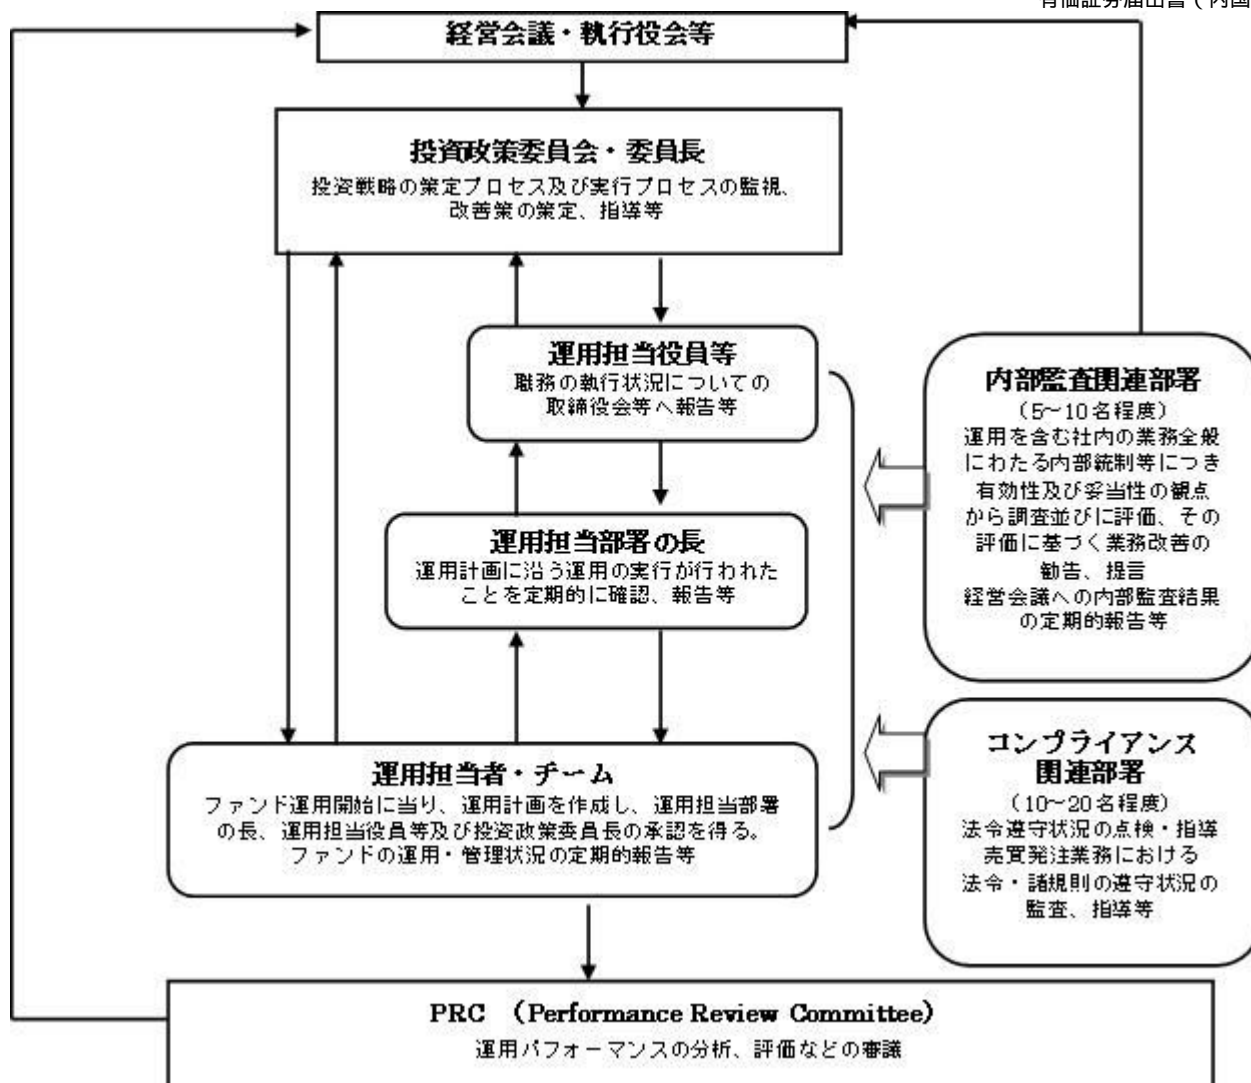 有価証券届出書（内国
経営会議・執行役会等
投資政策委員会・委員長
投資戦略の策定プロセス及び実行プロセスの監視、
改善策の策定、指導等
運用担当役員等
職務の執行状況についての
取締役会等へ報告等
運用担当部署の長
運用計画に沿う運用の実行が行われた
ことを定期的に確認、報告等
運用担当者・チーム
ファンド運用開始に当り、運用計画を作成し、運用担当部署
の長、運用担当役員等及び投資政策委員長の承認を得る。
ファンドの運用・管理状況の定期的報告等
内部監査関連部署
（5～10名程度）
運用を含む社内の業務全般
にわたる内部統制等につき
有効性及び妥当性の観点
から調査並びに評価、その
評価に基づく業務改善の
勧告、提言
経営会議への内部監査結果
の定期的報告等
コンプライアンス
関連部署
（10～20名程度）
法令遵守状況の点検・指導
売買発注業務における
法令・諸規則の遵守状況の
監査、指導等
PRC （Performance Review Committee）
運用パフォーマンスの分析、評価などの審議